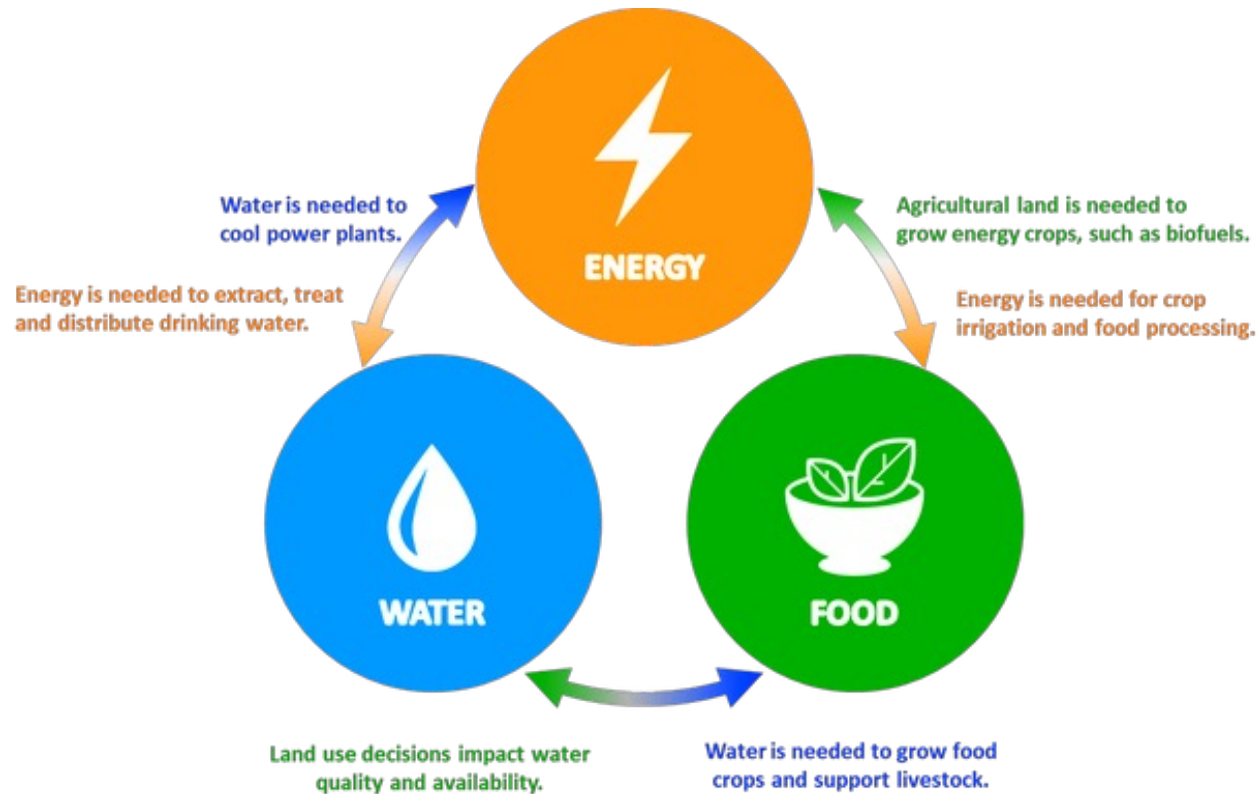 ENERGY
Water is needed to
cool power plants.
Agricultural land is needed to
grow energy crops, such as biofuels.
Energy is needed to extract, treat
and distribute drinking water.
Energy is needed for crop
irrigation and food processing.
WATER
FOOD
Land use decisions impact water
quality and availability.
Water is needed to grow food
crops and support livestock.